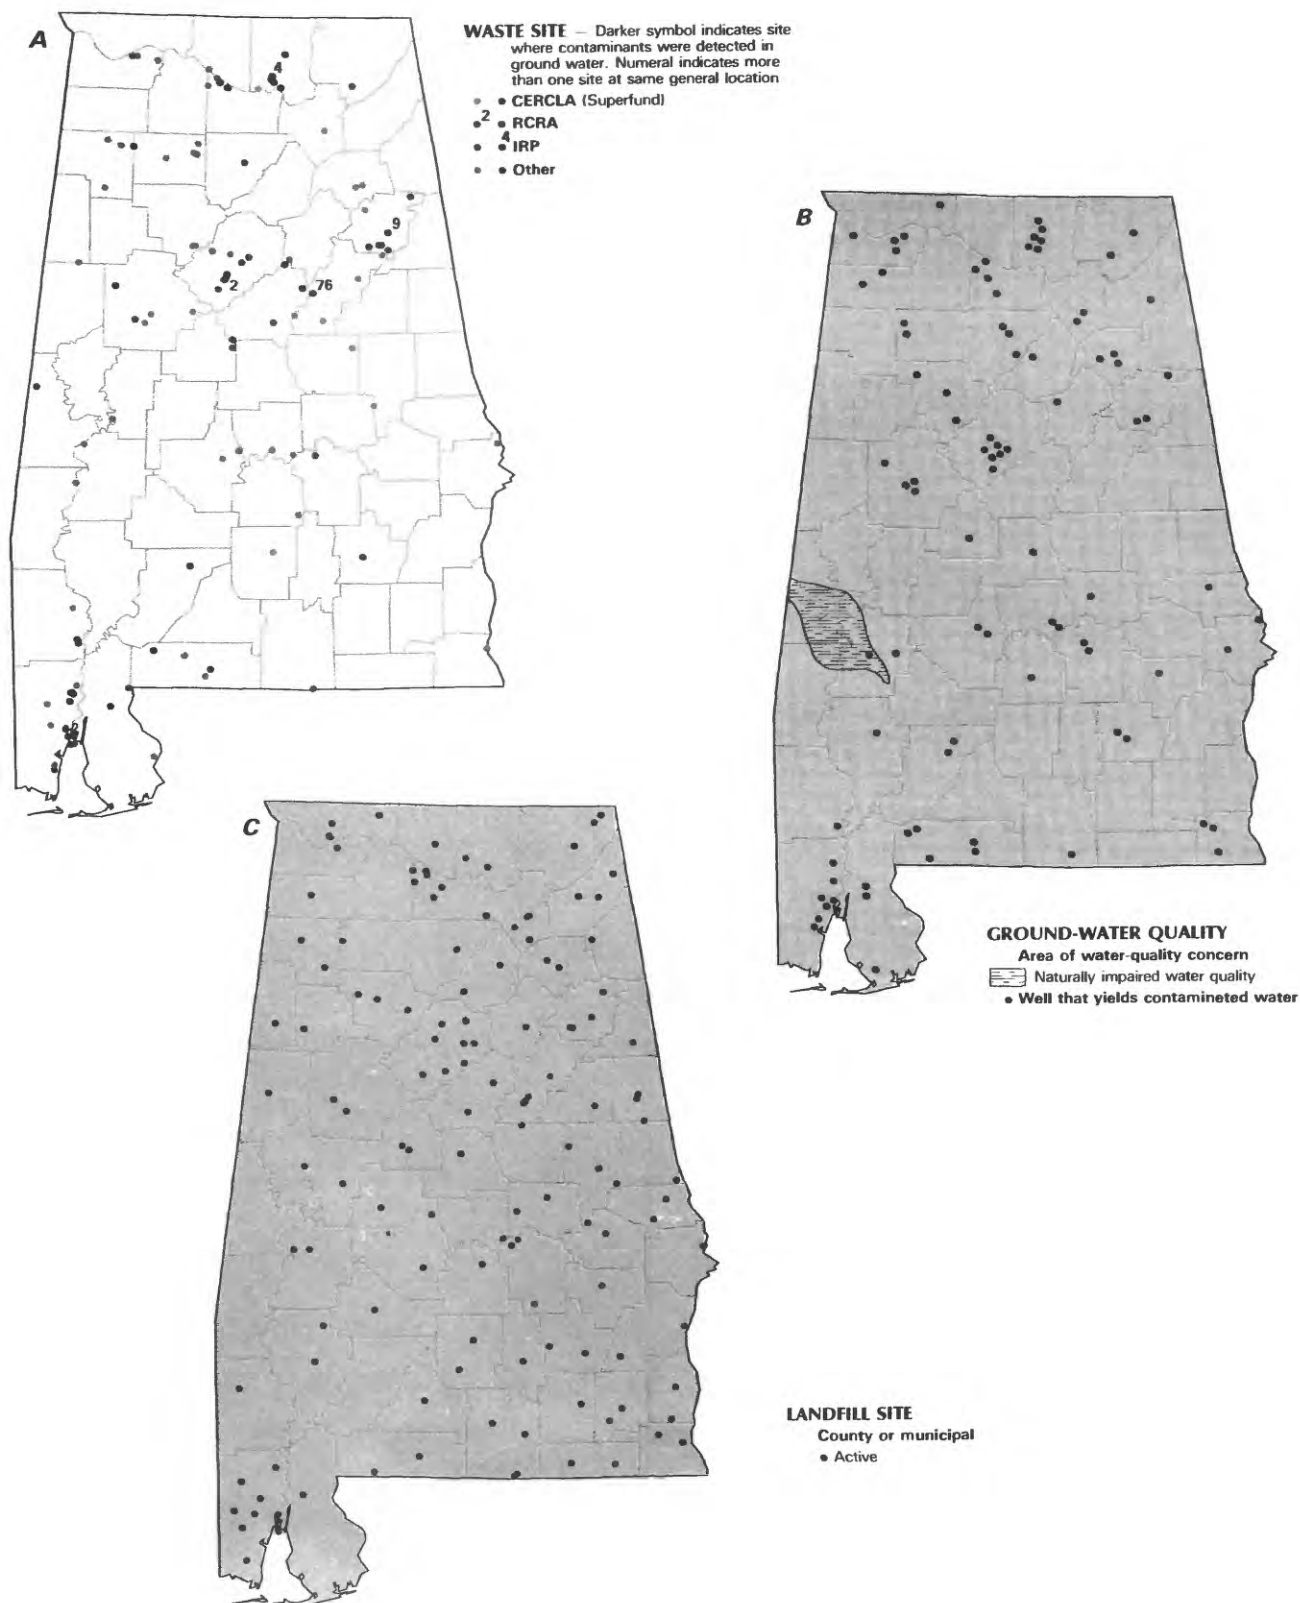 A
WASTE SITE — Darker symbol indicates site
where contaminants were detected in
ground water. Numeral indicates more
than one site at same general location
CERCLA (Superfund)
2 RCRA
4 IRP
Other
4
4
9
2
76
B
GROUND-WATER QUALITY
Area of water-quality concern
Naturally impaired water quality
Well that yields contamineted water
C
LANDFILL SITE
County or municipal
Active